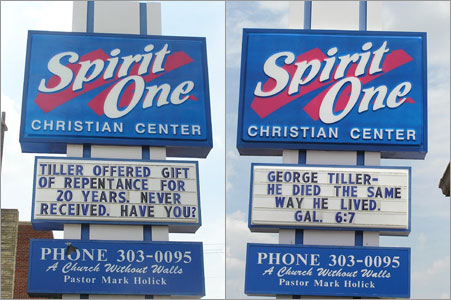 Spirit
One
CHRISTIAN CENTER
TILLER OFFERED GIFT
OF REPENTANCE FOR
20 YEARS. NEVER
RECEIVED. HAVE YOU?
PHONE 303-0095
A Church Without Walls
Pastor Mark Holick
Spirit
One
CHRISTIAN CENTER
GEORGE TILLER-
HE DIED THE SAME
WAY HE LIVED.
GAL. 6:7
PHONE 303-0095
A Church Without Walls
Pastor Mark Holick